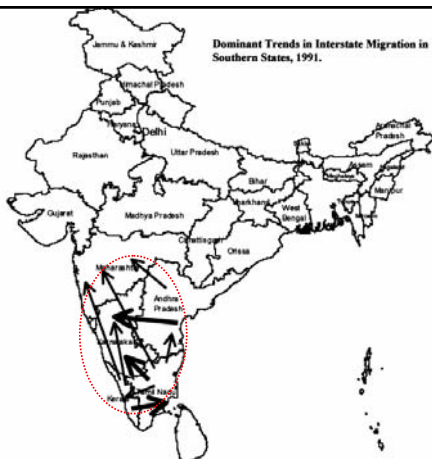 Dominant Trends in Interstate Migration in
Southern States, 1991.
Jammu & Kashmir
Himachal Pradesh
Punjab
Haryana
Delhi
Rajasthan
Uttar Pradesh
Arunachal Pradesh
Assam
Bihar
Manipur
Gujarat
Madhya Pradesh
Jharkhand
West
Bengal
Chhattisgarh
Orissa
Maharashtra
Andhra
Pradesh
Karnataka
Kerala
Tamil Nadu